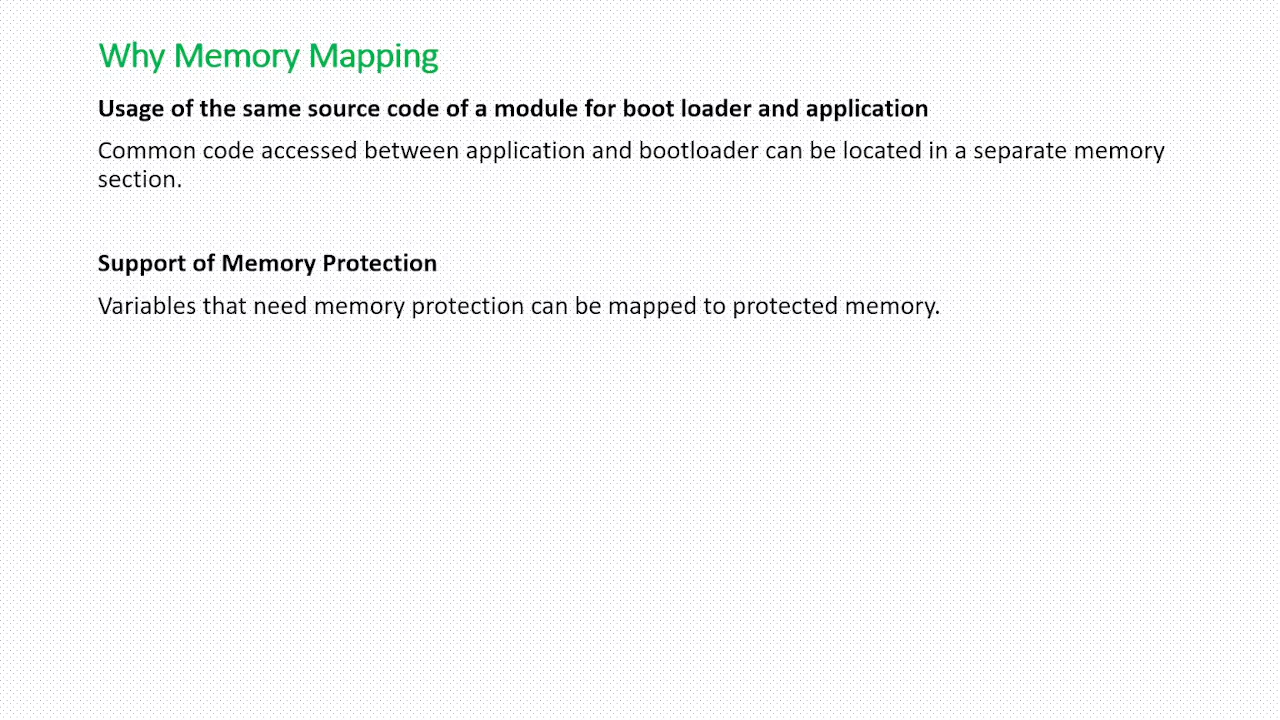 Why Memory Mapping
Usage of the same source code of a module for boot loader and application
Common code accessed between application and bootloader can be located in a separate memory
section.
Support of Memory Protection
Variables that need memory protection can be mapped to protected memory.